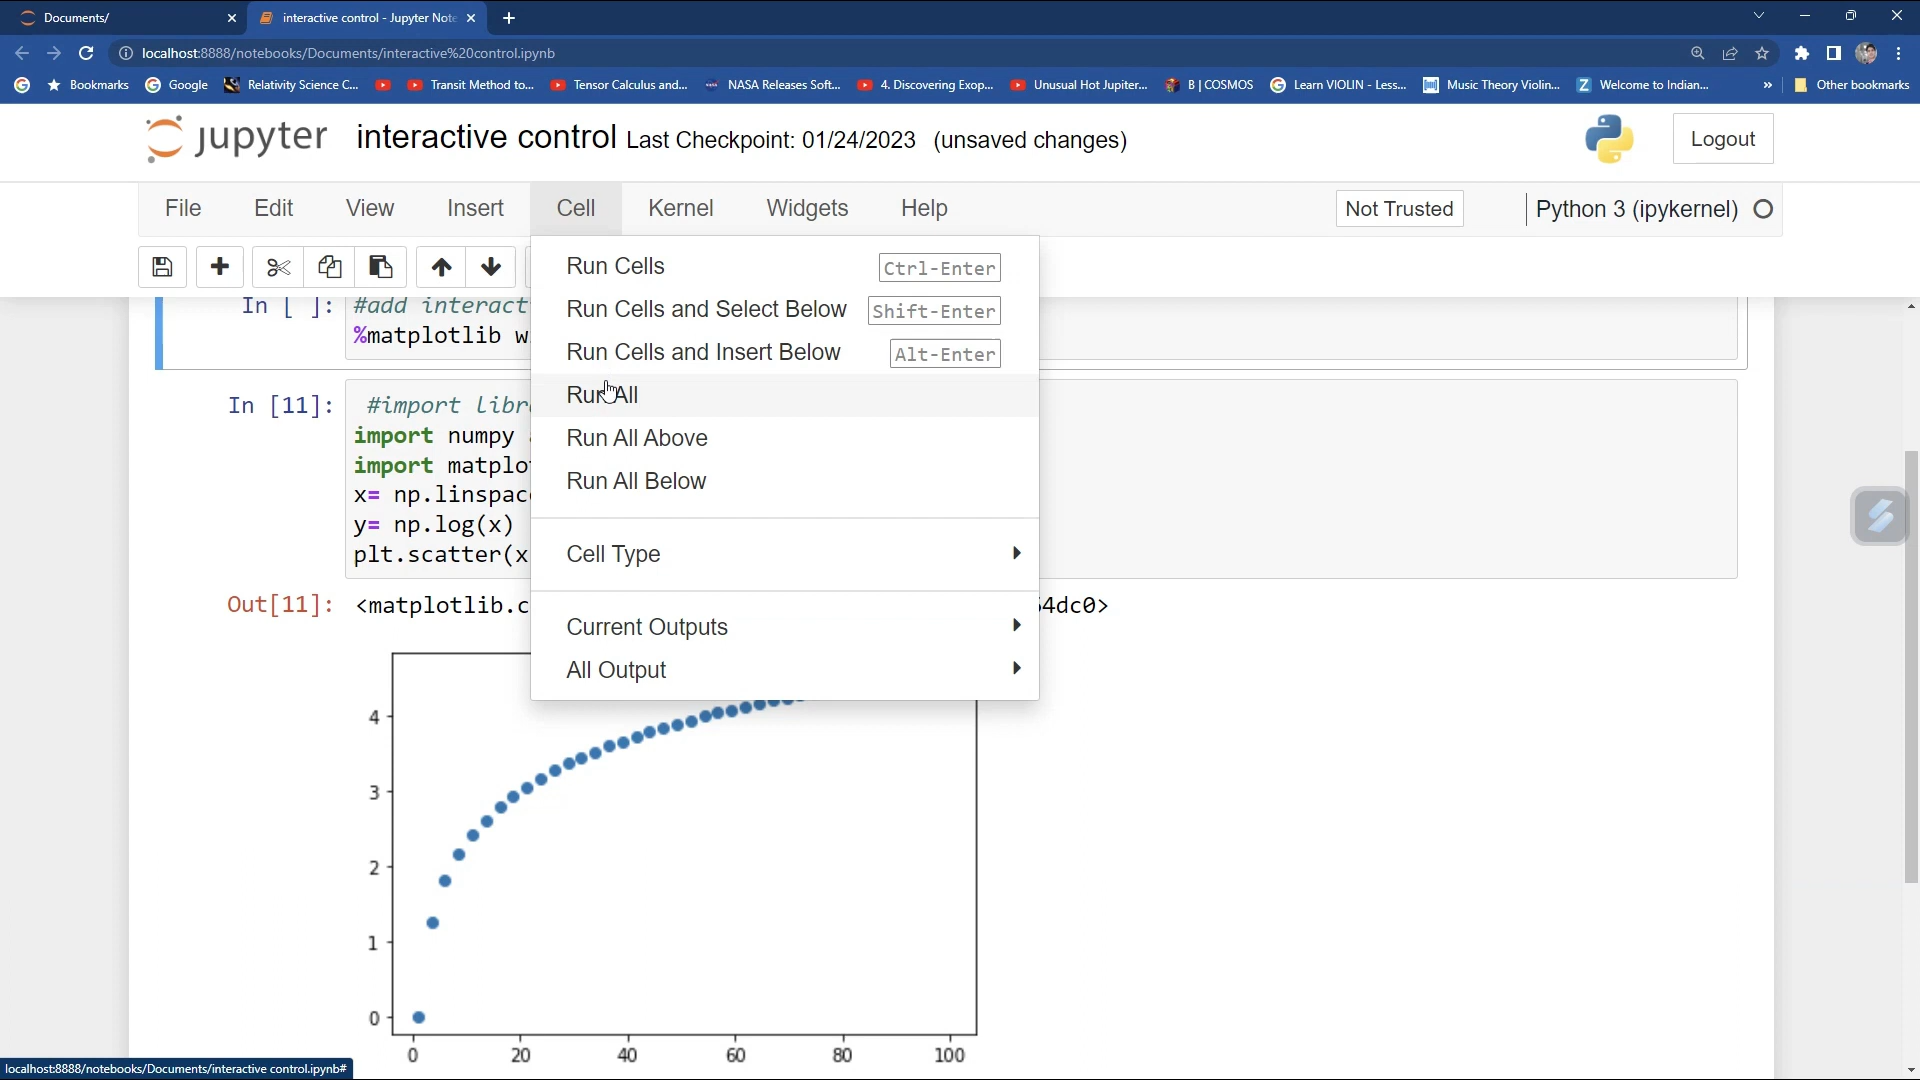 Documents/
interactive control - Jupyter Note
localhost:8888/notebooks/Documents/interactive%20control.ipynb
Bookmarks
Google
Relativity Science C...
Transit Method to...
Tensor Calculus and...
NASA Releases Soft...
4. Discovering Exop...
Unusual Hot Jupiter...
B | COSMOS
Learn VIOLIN - Less...
Music Theory Violin...
Welcome to Indian...
»
Other bookmarks
jupyter interactive control Last Checkpoint: 01/24/2023 (unsaved changes)
Logout
File Edit View Insert Cell Kernel Widgets Help
Not Trusted
Python 3 (ipykernel)
Run Cells Ctrl-Enter
Run Cells and Select Below Shift-Enter
Run Cells and Insert Below Alt-Enter
Run All
Run All Above
Run All Below
Cell Type
Current Outputs
All Output
In [ ]: #add interact
%matplotlib w
In [11]: #import libr
import numpy
import matplo
x= np.linspac
y= np.log(x)
plt.scatter(x
Out[11]: <matplotlib.c 4dc0>
4
3
2
1
0
0 20 40 60 80 100
localhost:8888/notebooks/Documents/interactive control.ipynb#